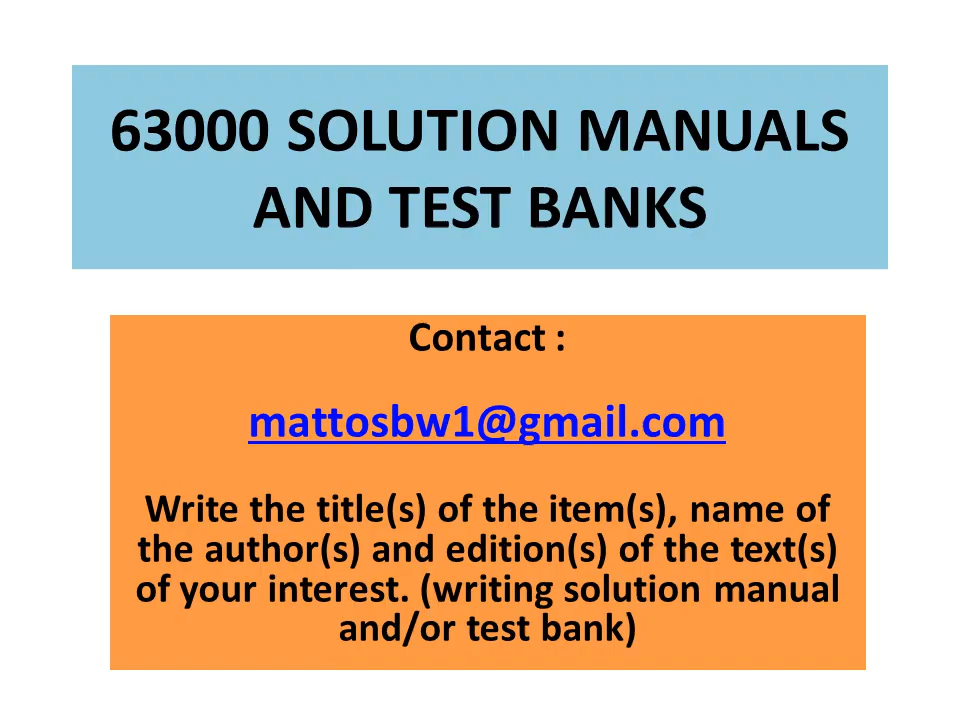 63000 SOLUTION MANUALS
AND TEST BANKS
Contact :
mattosbw1@gmail.com
Write the title(s) of the item(s), name of
the author(s) and edition(s) of the text(s)
of your interest. (writing solution manual
and/or test bank)